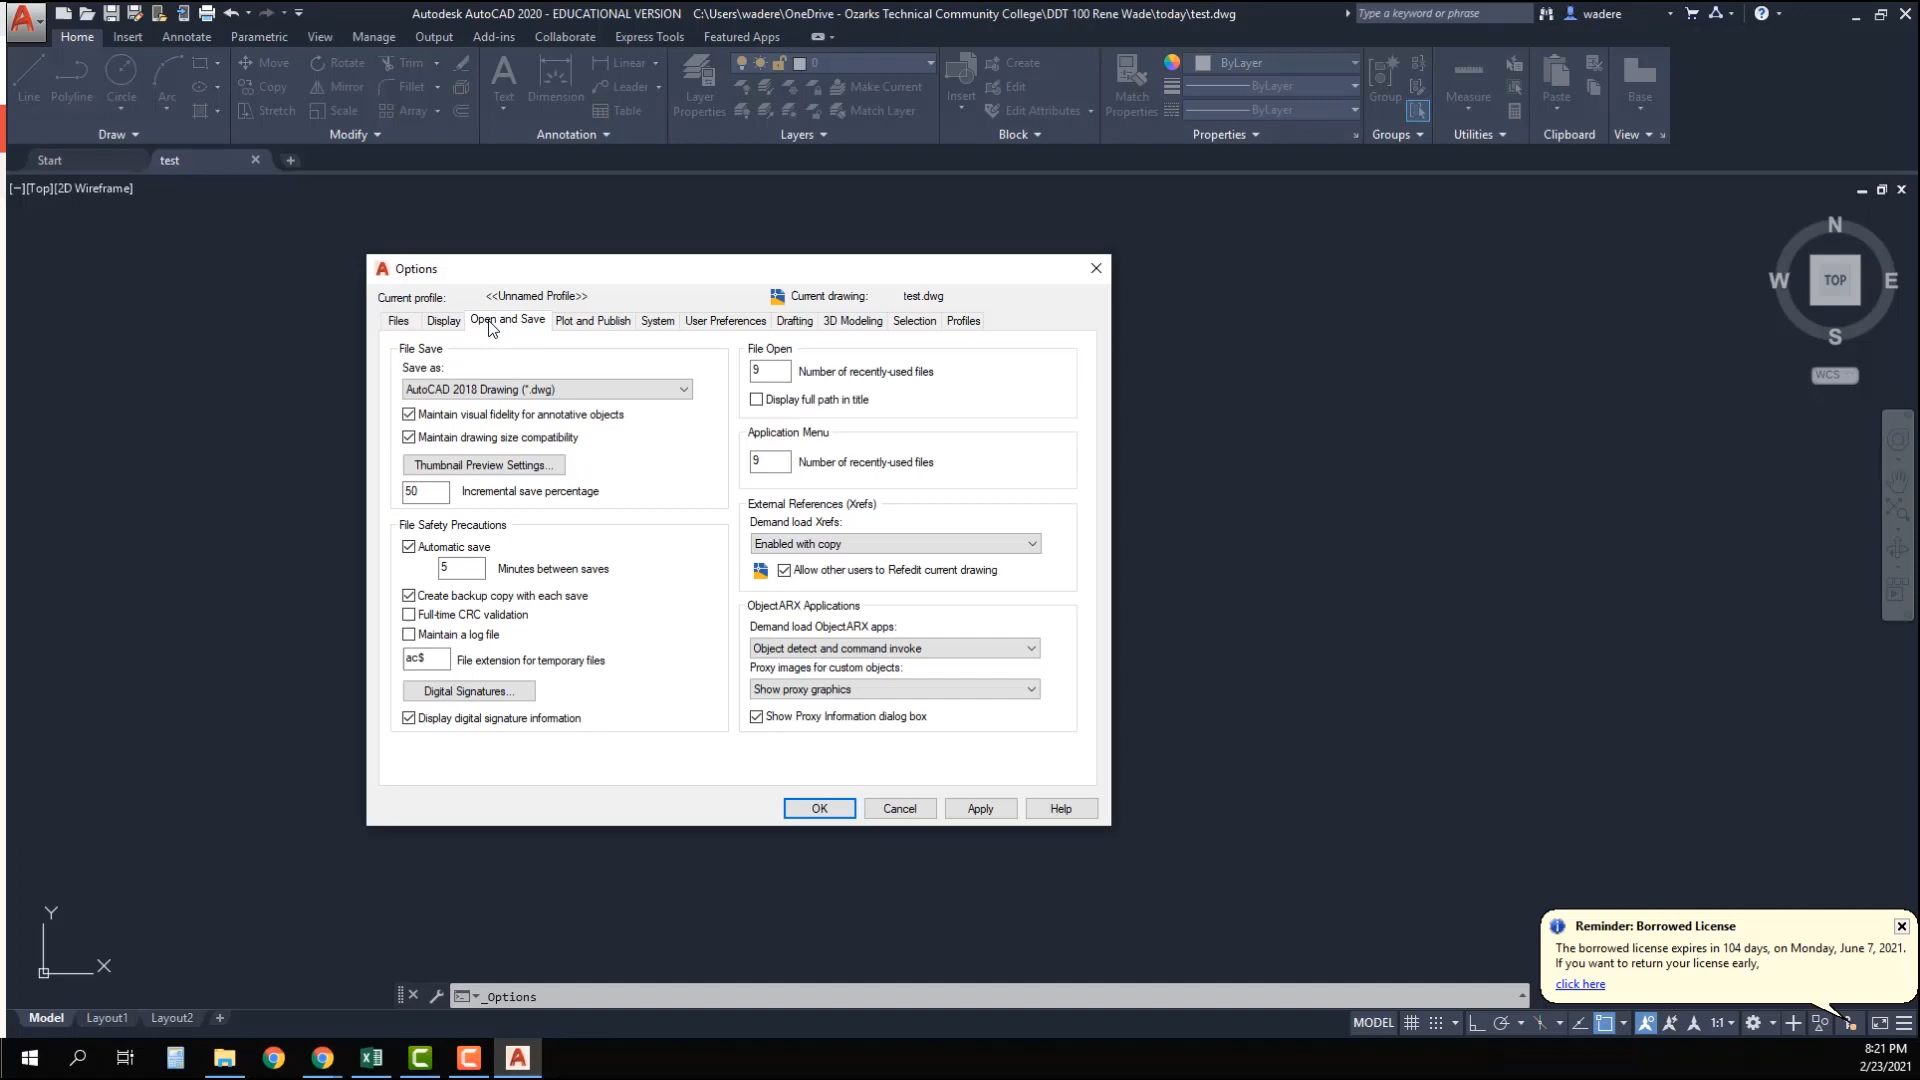 Autodesk AutoCAD 2020 - EDUCATIONAL VERSION C:\Users\wadere\OneDrive - Ozarks Technical Community College\DDT 100 Rene Wade\today\test.dwg
Type a keyword or phrase
wadere
Home Insert Annotate Parametric View Manage Output Add-ins Collaborate Express Tools Featured Apps
Line Polyline Circle Arc
Move Rotate Trim
Copy Mirror Fillet
Stretch Scale Array
Text Dimension
Linear
Leader
Table
Layer Properties
0
Make Current
Match Layer
Insert
Create
Edit
Edit Attributes
Match Properties
ByLayer
ByLayer
ByLayer
Group
Measure
Paste
Base
Draw Modify Annotation Layers Block Properties Groups Utilities Clipboard View
Start test
[−][Top][2D Wireframe]
N
W TOP E
S
WCS
Options
Current profile: <<Unnamed Profile>> Current drawing: test.dwg
Files Display Open and Save Plot and Publish System User Preferences Drafting 3D Modeling Selection Profiles
File Save
Save as:
AutoCAD 2018 Drawing (*.dwg)
Maintain visual fidelity for annotative objects
Maintain drawing size compatibility
Thumbnail Preview Settings...
50 Incremental save percentage
File Safety Precautions
Automatic save
5 Minutes between saves
Create backup copy with each save
Full-time CRC validation
Maintain a log file
ac$ File extension for temporary files
Digital Signatures...
Display digital signature information
File Open
9 Number of recently-used files
Display full path in title
Application Menu
9 Number of recently-used files
External References (Xrefs)
Demand load Xrefs:
Enabled with copy
Allow other users to Refedit current drawing
ObjectARX Applications
Demand load ObjectARX apps:
Object detect and command invoke
Proxy images for custom objects:
Show proxy graphics
Show Proxy Information dialog box
OK Cancel Apply Help
Reminder: Borrowed License
The borrowed license expires in 104 days, on Monday, June 7, 2021.
If you want to return your license early,
click here
Y
X
_Options
Model Layout1 Layout2
MODEL 1:1
8:21 PM
2/23/2021